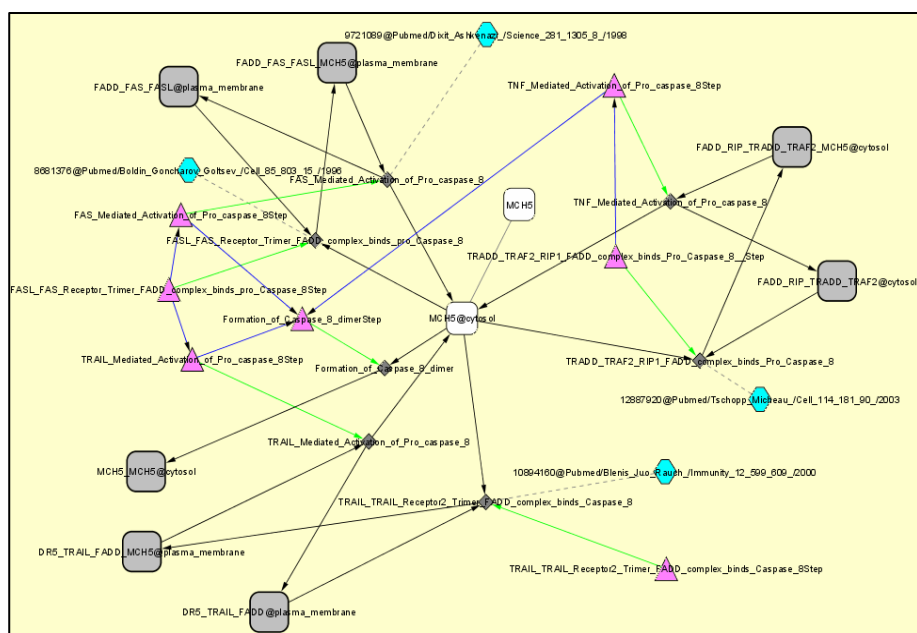 9721089@Pubmed/Dixit_Ashkenazi_/Science_281_1305_8_/1998
FADD_FAS_FASL_MCH5@plasma_membrane
FADD_FAS_FASL@plasma_membrane
TNF_Mediated_Activation_of_Pro_caspase_8Step
FADD_RIP_TRADD_TRAF2_MCH5@cytosol
8681376@Pubmed/Boldin_Goncharov_Goltsev_/Cell_85_803_15_/1996
FAS_Mediated_Activation_of_Pro_caspase_8
TNF_Mediated_Activation_of_Pro_caspase_8
MCH5
FAS_Mediated_Activation_of_Pro_caspase_8Step
FASL_FAS_Receptor_Trimer_FADD_complex_binds_pro_Caspase_8
TRADD_TRAF2_RIP1_FADD_complex_binds_Pro_Caspase_8__Step
FADD_RIP_TRADD_TRAF2@cytosol
FASL_FAS_Receptor_Trimer_FADD_complex_binds_pro_Caspase_8Step
Formation_of_Caspase_8_dimerStep
MCH5@cytosol
TRAIL_Mediated_Activation_of_Pro_caspase_8Step
TRADD_TRAF2_RIP1_FADD_complex_binds_Pro_Caspase_8
Formation_of_Caspase_8_dimer
12887920@Pubmed/Tschopp_Micheau_/Cell_114_181_90_/2003
TRAIL_Mediated_Activation_of_Pro_caspase_8
MCH5_MCH5@cytosol
10894160@Pubmed/Blenis_Juo_Rauch_/Immunity_12_599_609_/2000
TRAIL_TRAIL_Receptor2_Trimer_FADD_complex_binds_Caspase_8
DR5_TRAIL_FADD_MCH5@plasma_membrane
TRAIL_TRAIL_Receptor2_Trimer_FADD_complex_binds_Caspase_8Step
DR5_TRAIL_FADD@plasma_membrane